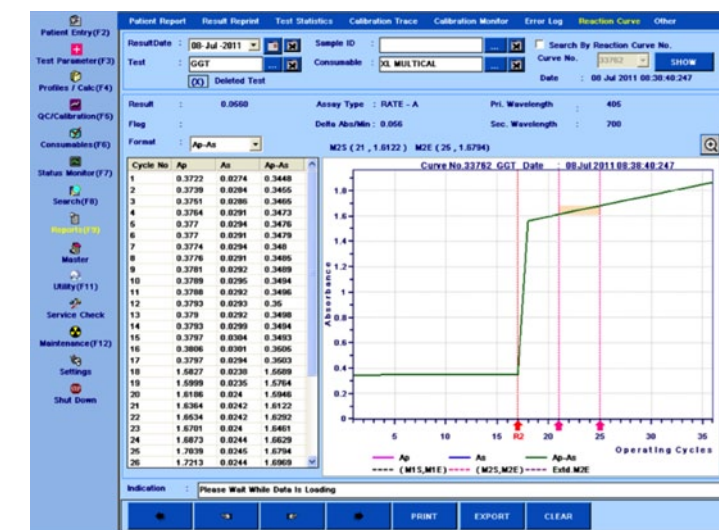 Patient Report Result Reprint Test Statistics Calibration Trace Calibration Monitor Error Log Reaction Curve Other
Patient Entry(F2)
Test Parameter(F3)
Profiles / Calc(F4)
QC/Calibration(F5)
Consumables(F6)
Status Monitor(F7)
Search(F8)
Reports(F9)
Master
Utility(F11)
Service Check
Maintenance(F12)
Settings
Shut Down
ResultDate : 08-Jul-2011 Sample ID : ... Search By Reaction Curve No.
Test : GGT ... Consumable : XL MULTICAL ... Curve No. 33762 SHOW
(X) Deleted Test Date : 08 Jul 2011 08:38:40:247
Result : 0.0560 Assay Type : RATE - A Pri. Wavelength : 405
Flag : Delta Abs/Min : 0.056 Sec. Wavelength : 700
Format : Ap-As M2S ( 21 , 1.6122 ) M2E ( 25 , 1.6794)
Cycle No Ap As Ap-As
1 0.3722 0.0274 0.3448
2 0.3739 0.0284 0.3455
3 0.3751 0.0286 0.3465
4 0.3764 0.0291 0.3473
5 0.377 0.0294 0.3476
6 0.377 0.0291 0.3479
7 0.3774 0.0294 0.348
8 0.3776 0.0291 0.3485
9 0.3781 0.0292 0.3489
10 0.3789 0.0295 0.3494
11 0.3788 0.0292 0.3496
12 0.3793 0.0293 0.35
13 0.379 0.0292 0.3498
14 0.3793 0.0299 0.3494
15 0.3797 0.0304 0.3493
16 0.3806 0.0301 0.3505
17 0.3797 0.0294 0.3503
18 1.5827 0.0238 1.5589
19 1.5999 0.0235 1.5764
20 1.6186 0.024 1.5946
21 1.6364 0.0242 1.6122
22 1.6534 0.0242 1.6292
23 1.6701 0.024 1.6461
24 1.6873 0.0244 1.6629
25 1.7039 0.0245 1.6794
26 1.7213 0.0244 1.6969
Curve No.33762 GGT Date : 08 Jul 2011 08:38:40:247
Absorbance
1.8
1.6
1.4
1.2
1
0.8
0.6
0.4
0.2
0
5 10 15 R2 20 25 30 35
Operating Cycles
Ap As Ap-As
(M1S,M1E) (M2S,M2E) Extd.M2E
Indication : Please Wait While Data Is Loading
PRINT EXPORT CLEAR